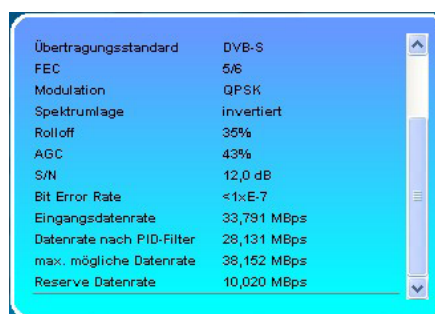 Übertragungsstandard DVB-S
FEC 5/6
Modulation QPSK
Spektrumlage invertiert
Rolloff 35%
AGC 43%
S/N 12,0 dB
Bit Error Rate <1xE-7
Eingangsdatenrate 33,791 MBps
Datenrate nach PID-Filter 28,131 MBps
max. mögliche Datenrate 38,152 MBps
Reserve Datenrate 10,020 MBps